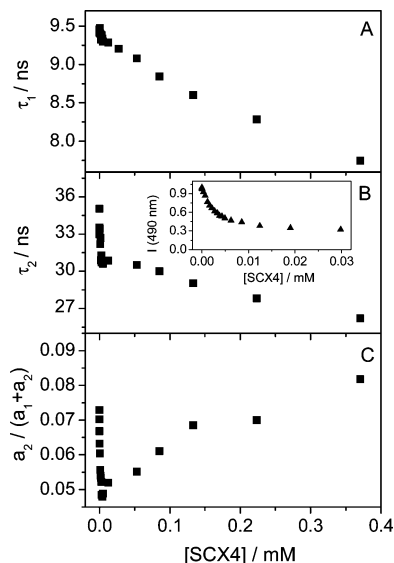 A
9.5
9.0
8.5
8.0
τ₁ / ns
B
36
33
30
27
τ₂ / ns
0.9
0.6
0.3
0.0
I (490 nm)
0.00 0.01 0.02 0.03
[SCX4] / mM
C
0.09
0.08
0.07
0.06
0.05
a₂ / (a₁+a₂)
0.0 0.1 0.2 0.3 0.4
[SCX4] / mM